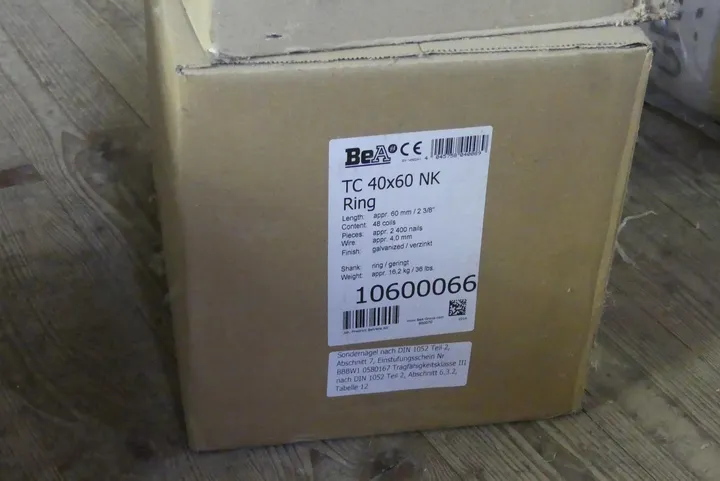 BeA CE
TC 40x60 NK
Ring
Length: appr. 60 mm / 2 3/8"
Content: 48 coils
Pieces: appr. 2 400 nails
Wire: appr. 4,0 mm
Finish: galvanized / verzinkt
Shank: ring / geringt
Weight: appr. 16,2 kg / 36 lbs.
10600066
Sondernägel nach DIN 1052 Teil 2,
Abschnitt 7, Einstufungsschein Nr
BBBW1 0580167 Tragfähigkeitsklasse III
nach DIN 1052 Teil 2, Abschnitt 6.3.2,
Tabelle 12